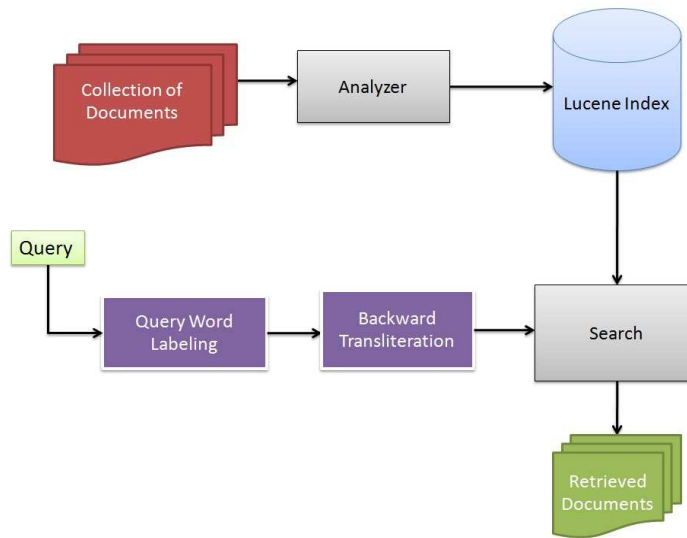 Collection of
Documents
Analyzer
Lucene Index
Query
Query Word
Labeling
Backward
Transliteration
Search
Retrieved
Documents